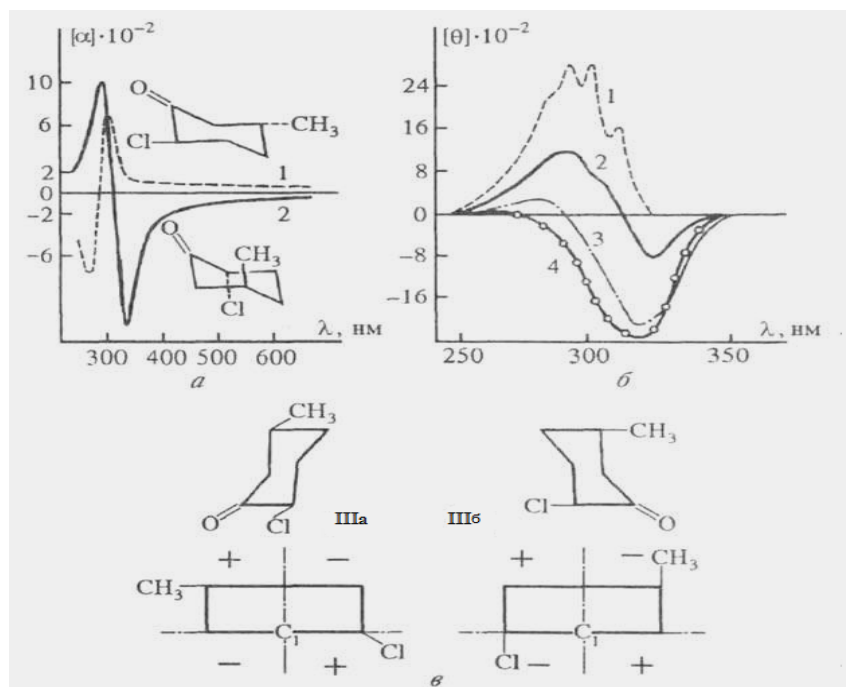 [α]·10⁻²
10
6
2
0
-2
-6
O
Cl
CH₃
1
2
O
CH₃
Cl
300 400 500 600
λ, нм
а
[θ]·10⁻²
24
16
8
0
-8
-16
1
2
3
4
250 300 350
λ, нм
б
CH₃
O
Cl
IIIа
IIIб
CH₃
Cl
O
+ −
CH₃
C₁
Cl
− +
+ −
CH₃
C₁
Cl
− +
в